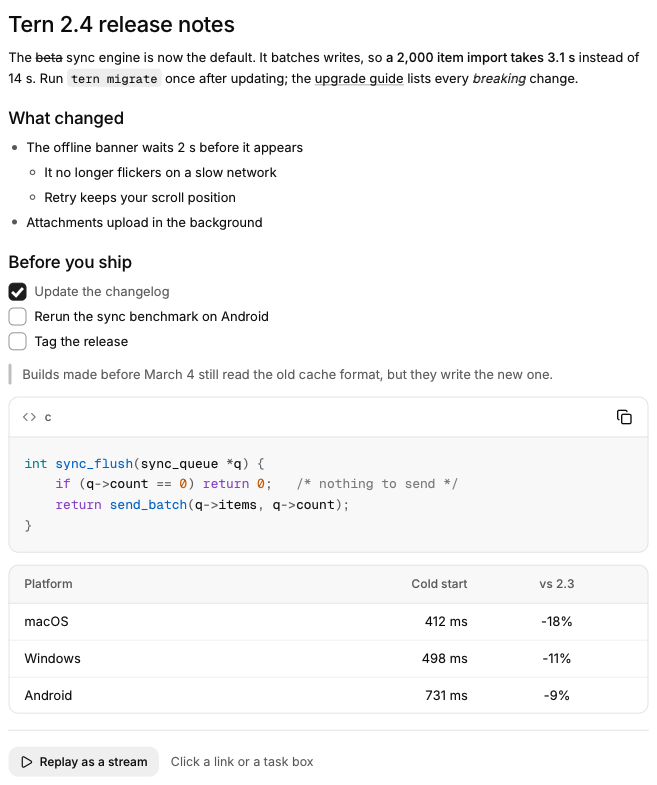 Tern 2.4 release notes
The beta sync engine is now the default. It batches writes, so a 2,000 item import takes 3.1 s instead of
14 s. Run tern migrate once after updating; the upgrade guide lists every breaking change.
What changed
The offline banner waits 2 s before it appears
It no longer flickers on a slow network
Retry keeps your scroll position
Attachments upload in the background
Before you ship
Update the changelog
Rerun the sync benchmark on Android
Tag the release
Builds made before March 4 still read the old cache format, but they write the new one.
c
int sync_flush(sync_queue *q) {
    if (q->count == 0) return 0;   /* nothing to send */
    return send_batch(q->items, q->count);
}
Platform Cold start vs 2.3
macOS 412 ms -18%
Windows 498 ms -11%
Android 731 ms -9%
Replay as a stream Click a link or a task box